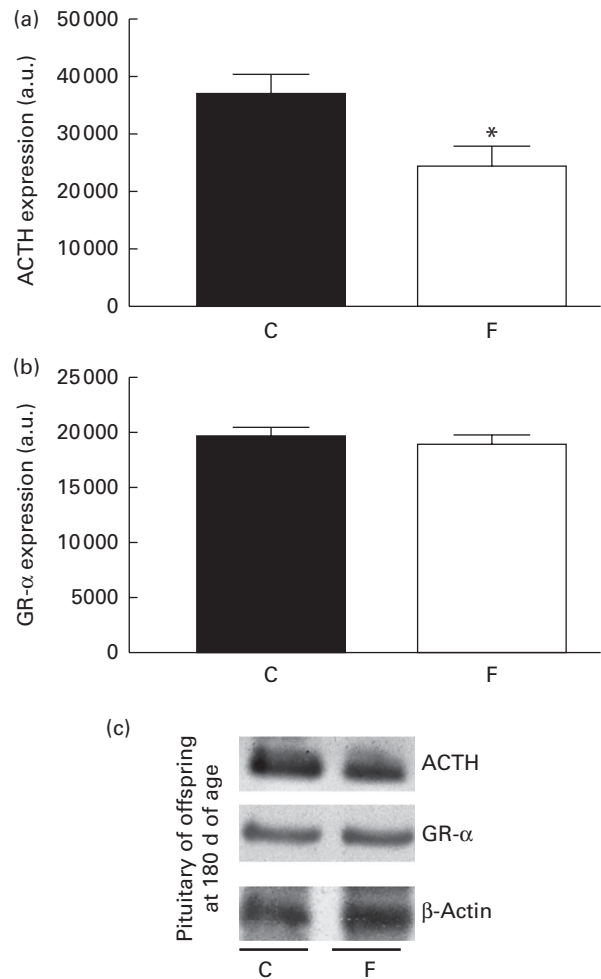 (a)
50 000
40 000
30 000
20 000
10 000
0
ACTH expression (a.u.)
*
C F
(b)
25 000
20 000
15 000
10 000
5000
0
GR-α expression (a.u.)
C F
(c)
Pituitary of offspring
at 180 d of age
ACTH
GR-α
β-Actin
C F